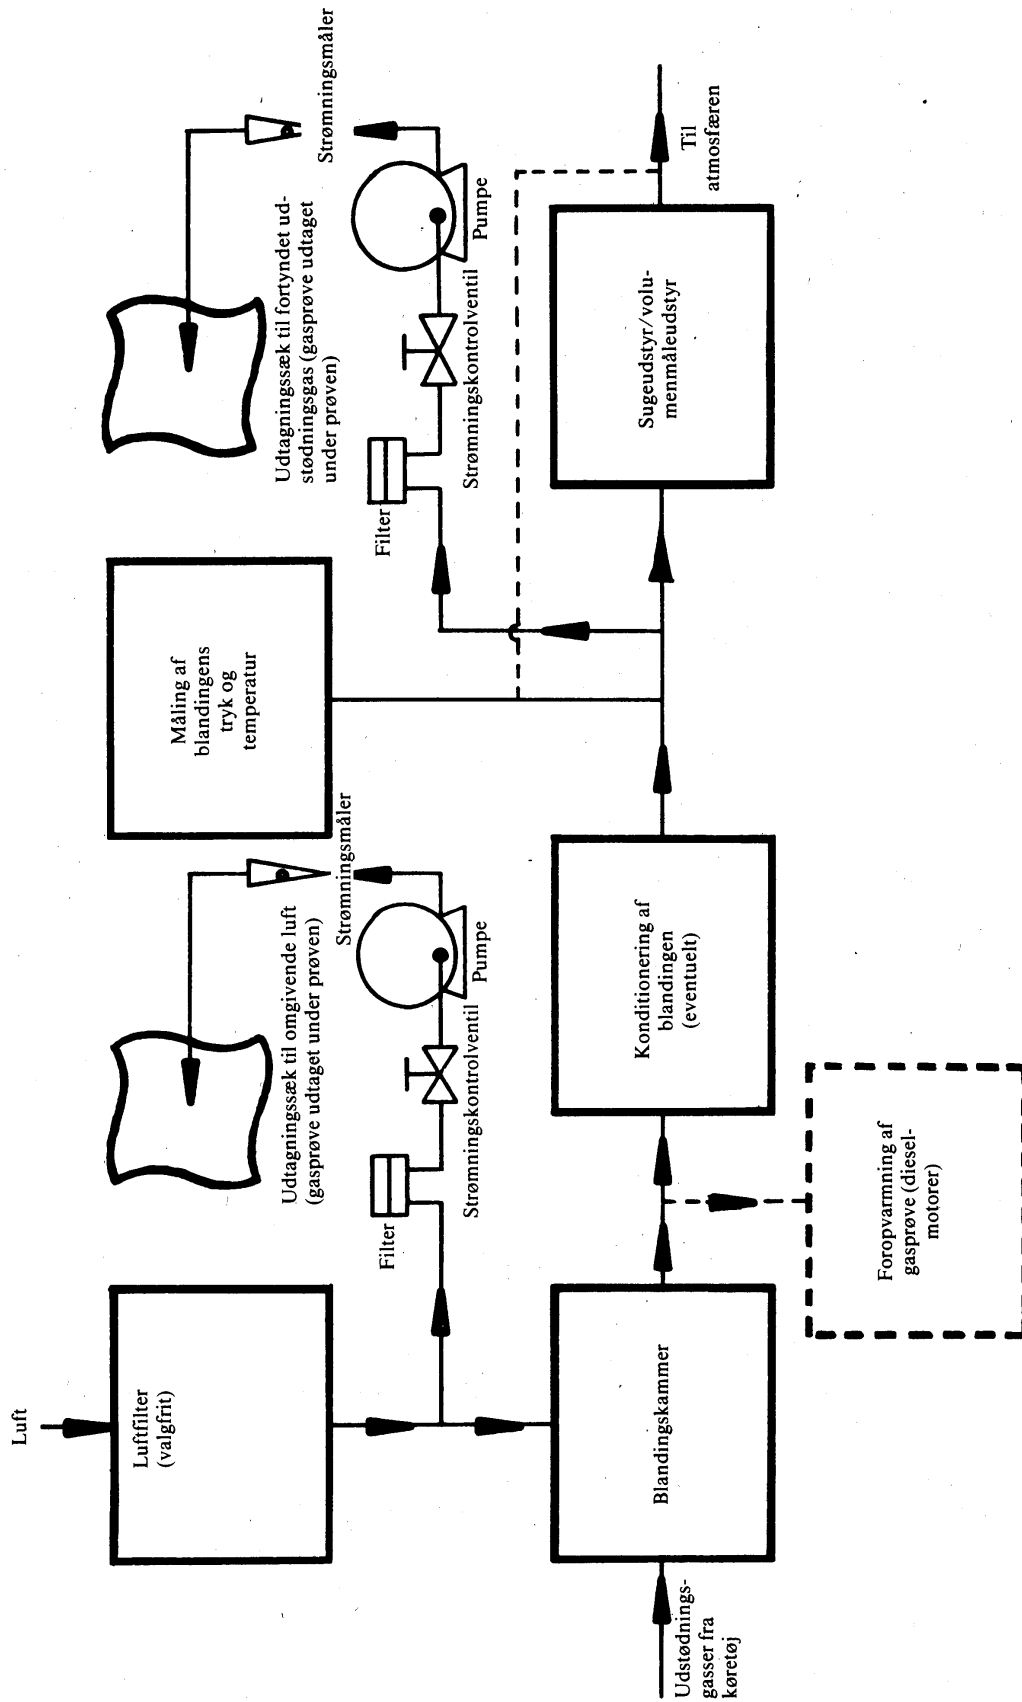 Luft
Luftfilter
(valgfrit)
Udtagningssæk til omgivende luft
(gasprøve udtaget under prøven)
Strømningsmåler
Filter
Strømningskontrolventil
Pumpe
Måling af
blandingens
tryk og
temperatur
Udtagningssæk til fortyndet ud-
stødningsgas (gasprøve udtaget
under prøven)
Strømningsmåler
Filter
Strømningskontrolventil
Pumpe
Udstødnings-
gasser fra
køretøj
Blandingskammer
Konditionering af
blandingen
(eventuelt)
Sugeudstyr/volu-
menmåleudstyr
Til
atmosfæren
Foropvarmning af
gasprøve (diesel-
motorer)